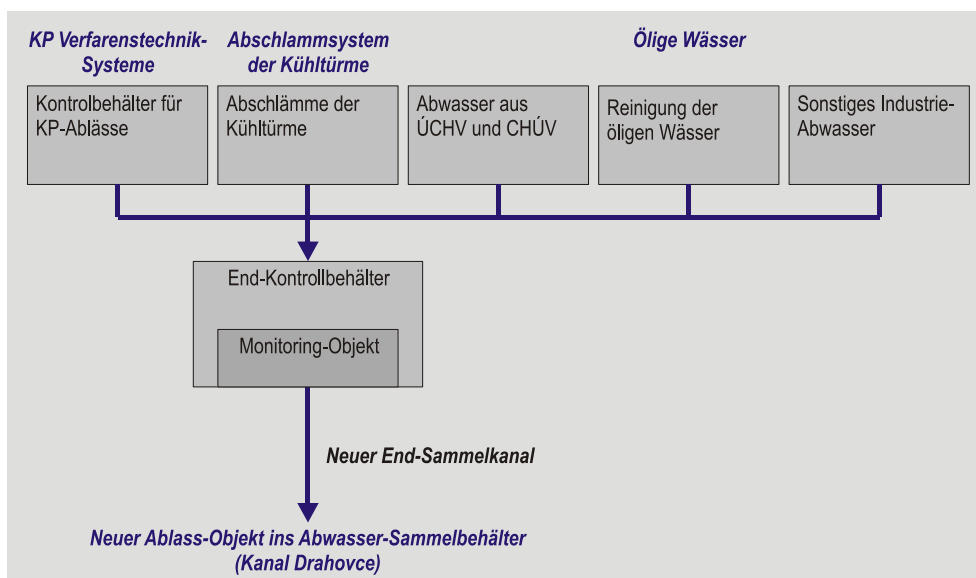 KP Verfarenstechnik-
Systeme
Abschlammsystem
der Kühltürme
Ölige Wässer
Kontrolbehälter für
KP-Ablässe
Abschlämme der
Kühltürme
Abwasser aus
ÚCHV und CHÚV
Reinigung der
öligen Wässer
Sonstiges Industrie-
Abwasser
End-Kontrollbehälter
Monitoring-Objekt
Neuer End-Sammelkanal
Neuer Ablass-Objekt ins Abwasser-Sammelbehälter
(Kanal Drahovce)